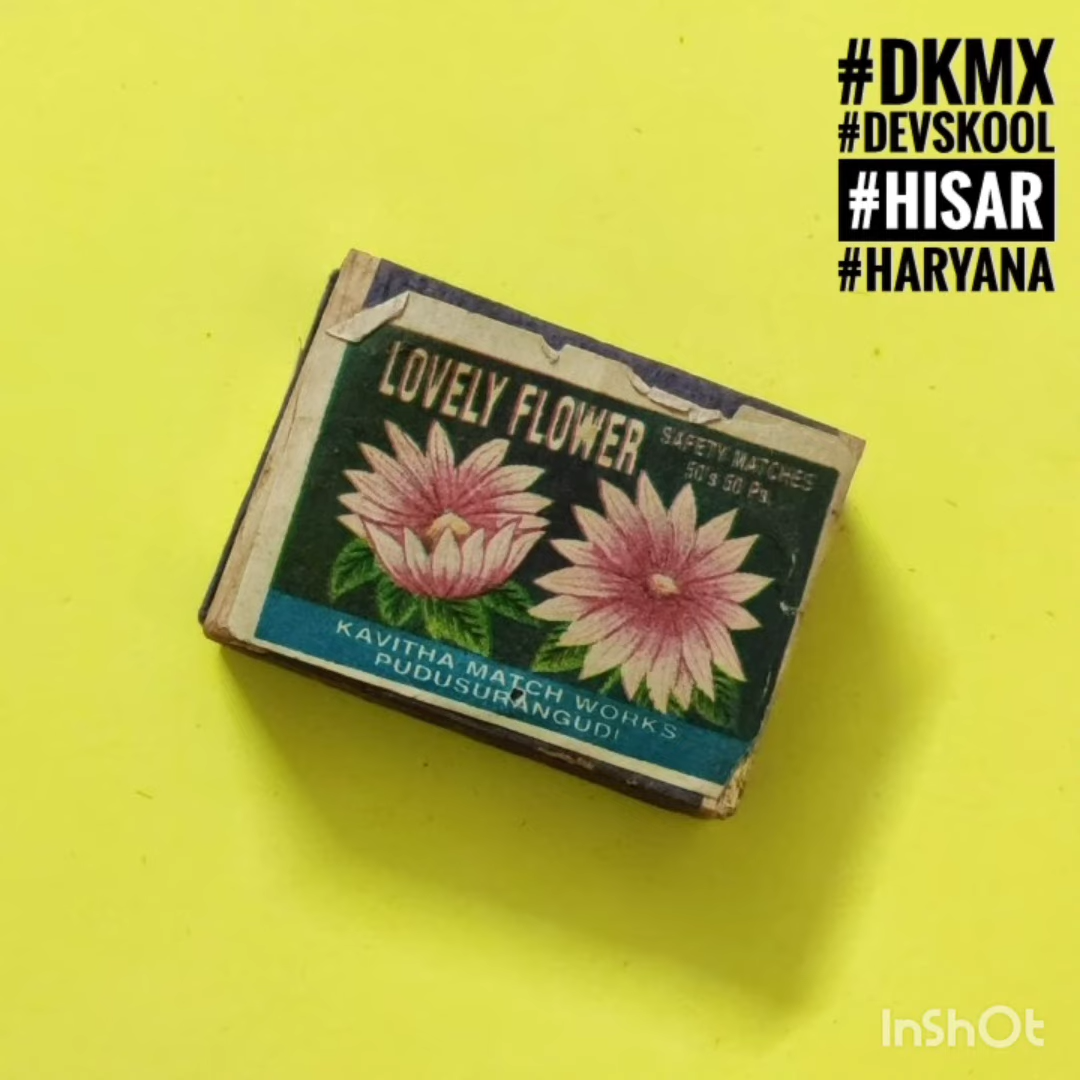 #DKMX
#DEVSKOOL
#HISAR
#HARYANA
LOVELY FLOWER
SAFETY MATCHES
50's 50 Ps.
KAVITHA MATCH WORKS
PUDUSURANGUDI
InShOt